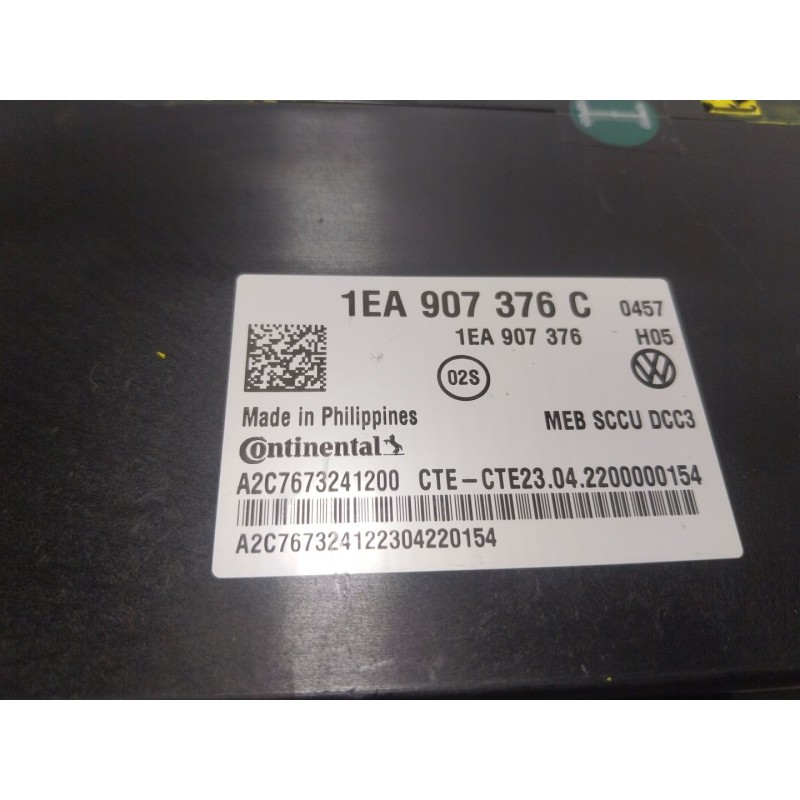 1EA 907 376 C 0457
1EA 907 376 H05
02S
Made in Philippines MEB SCCU DCC3
Continental
A2C7673241200 CTE-CTE23.04.2200000154
A2C767324122304220154